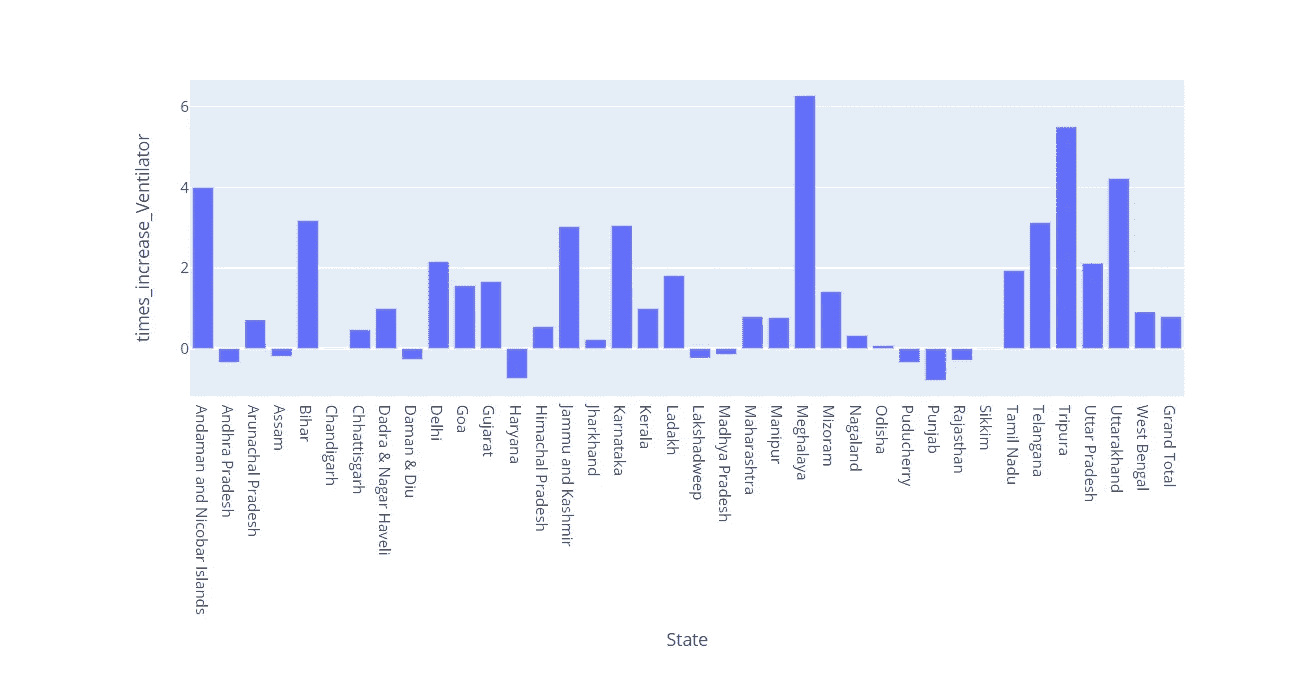 6
4
2
0
times_increase_Ventilator
Andaman and Nicobar Islands
Andhra Pradesh
Arunachal Pradesh
Assam
Bihar
Chandigarh
Chhattisgarh
Dadra & Nagar Haveli
Daman & Diu
Delhi
Goa
Gujarat
Haryana
Himachal Pradesh
Jammu and Kashmir
Jharkhand
Karnataka
Kerala
Ladakh
Lakshadweep
Madhya Pradesh
Maharashtra
Manipur
Meghalaya
Mizoram
Nagaland
Odisha
Puducherry
Punjab
Rajasthan
Sikkim
Tamil Nadu
Telangana
Tripura
Uttar Pradesh
Uttarakhand
West Bengal
Grand Total
State